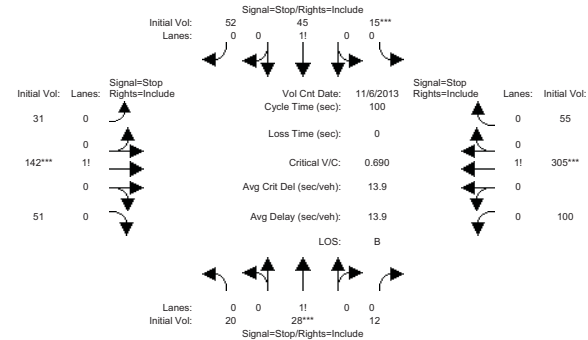 Signal=Stop/Rights=Include
Initial Vol: 52 45 15***
Lanes: 0 0 1! 0 0
Signal=Stop
Initial Vol: Lanes: Rights=Include
Vol Cnt Date: 11/6/2013
Signal=Stop
Rights=Include Lanes: Initial Vol:
Cycle Time (sec): 100
31 0
0 55
Loss Time (sec): 0
0
0
142*** 1!
Critical V/C: 0.690
1! 305***
0
Avg Crit Del (sec/veh): 13.9
0
51 0
Avg Delay (sec/veh): 13.9
0 100
LOS: B
Lanes: 0 0 1! 0 0
Initial Vol: 20 28*** 12
Signal=Stop/Rights=Include